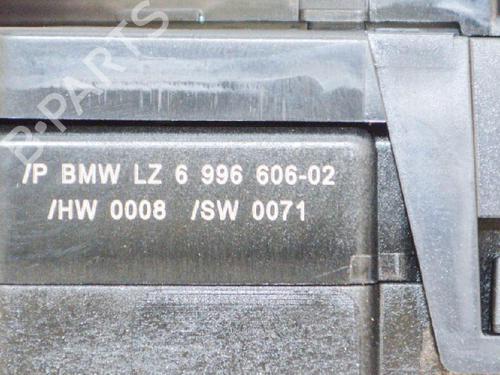 B-PARTS
/P BMW LZ 6 996 606-02
/HW 0008 /SW 0071